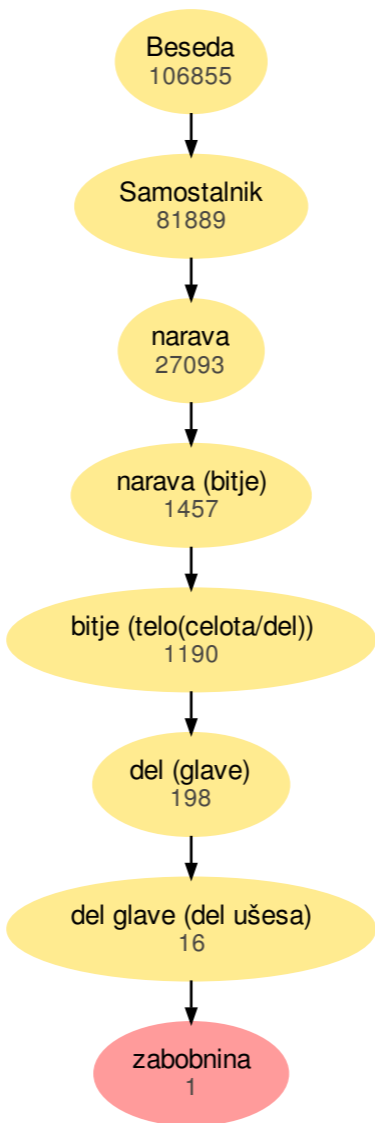 Beseda
106855
Samostalnik
81889
narava
27093
narava (bitje)
1457
bitje (telo(celota/del))
1190
del (glave)
198
del glave (del ušesa)
16
zabobnina
1